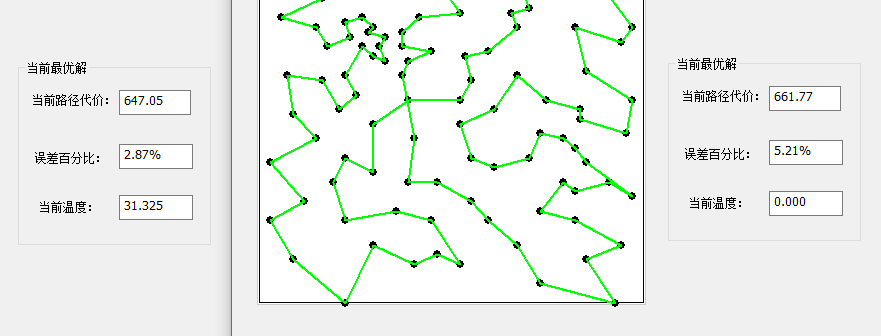 当前最优解
当前路径代价： 647.05
误差百分比： 2.87%
当前温度： 31.325
当前最优解
当前路径代价： 661.77
误差百分比： 5.21%
当前温度： 0.000